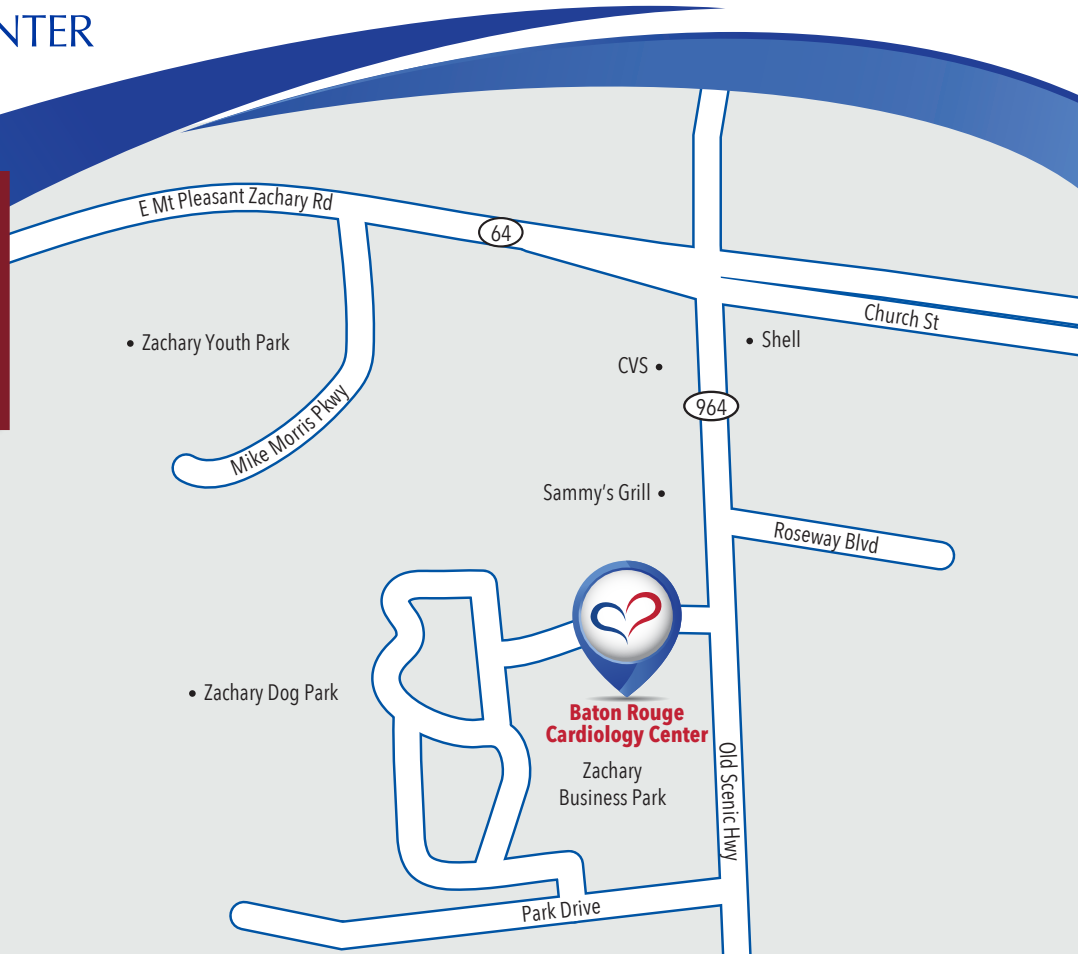 E Mt Pleasant Zachary Rd
64
Church St
Zachary Youth Park
Shell
CVS
964
Mike Morris Pkwy
Sammy's Grill
Roseway Blvd
Zachary Dog Park
Baton Rouge
Cardiology Center
Zachary
Business Park
Old Scenic Hwy
Park Drive